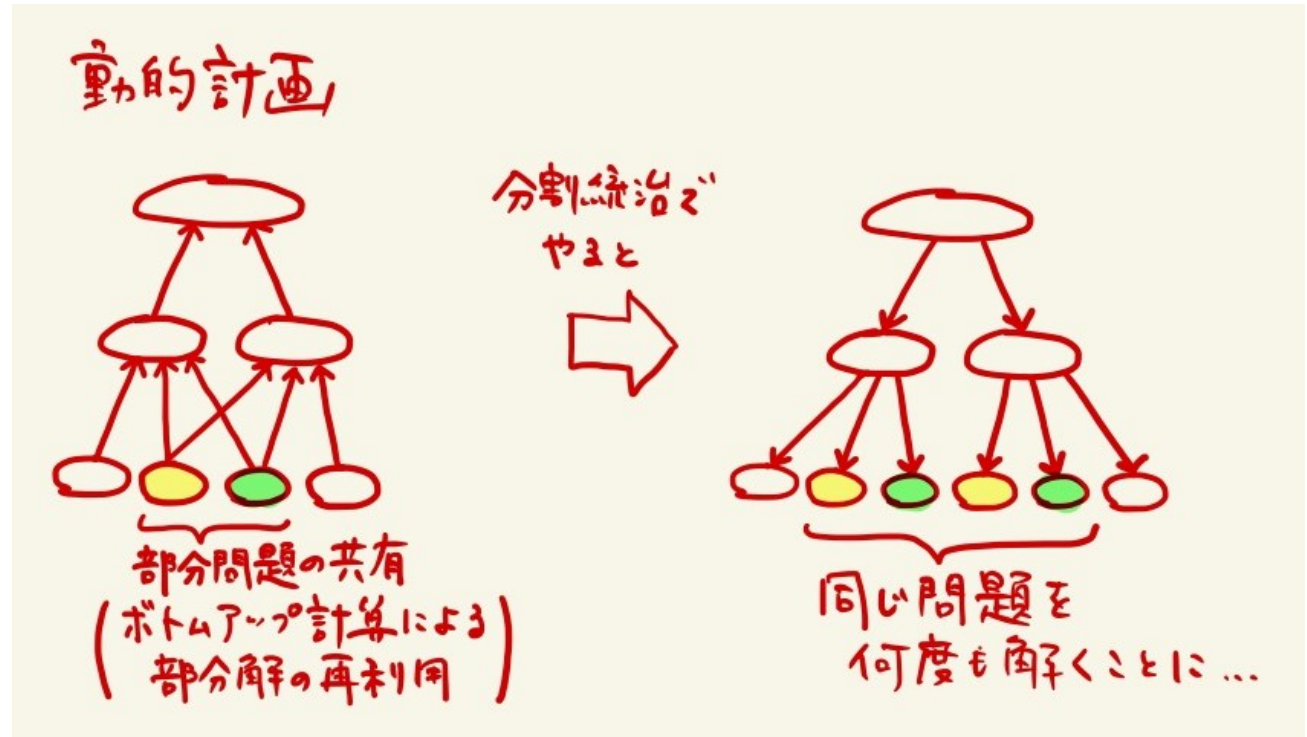 動的計画
分割統治で
やると
部分問題の共有
(ボトムアップ計算による
部分解の再利用)
同じ問題を
何度も解くことに...